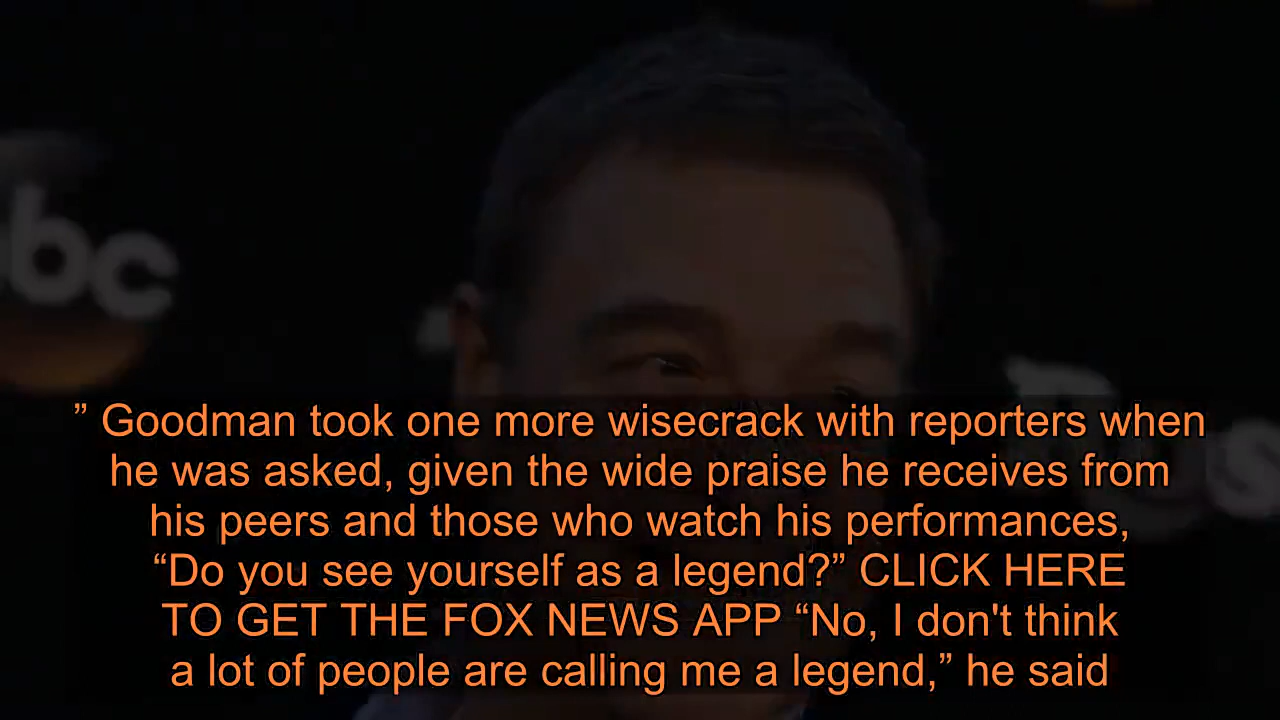 bc
” Goodman took one more wisecrack with reporters when
he was asked, given the wide praise he receives from
his peers and those who watch his performances,
“Do you see yourself as a legend?” CLICK HERE
TO GET THE FOX NEWS APP “No, I don't think
a lot of people are calling me a legend,” he said